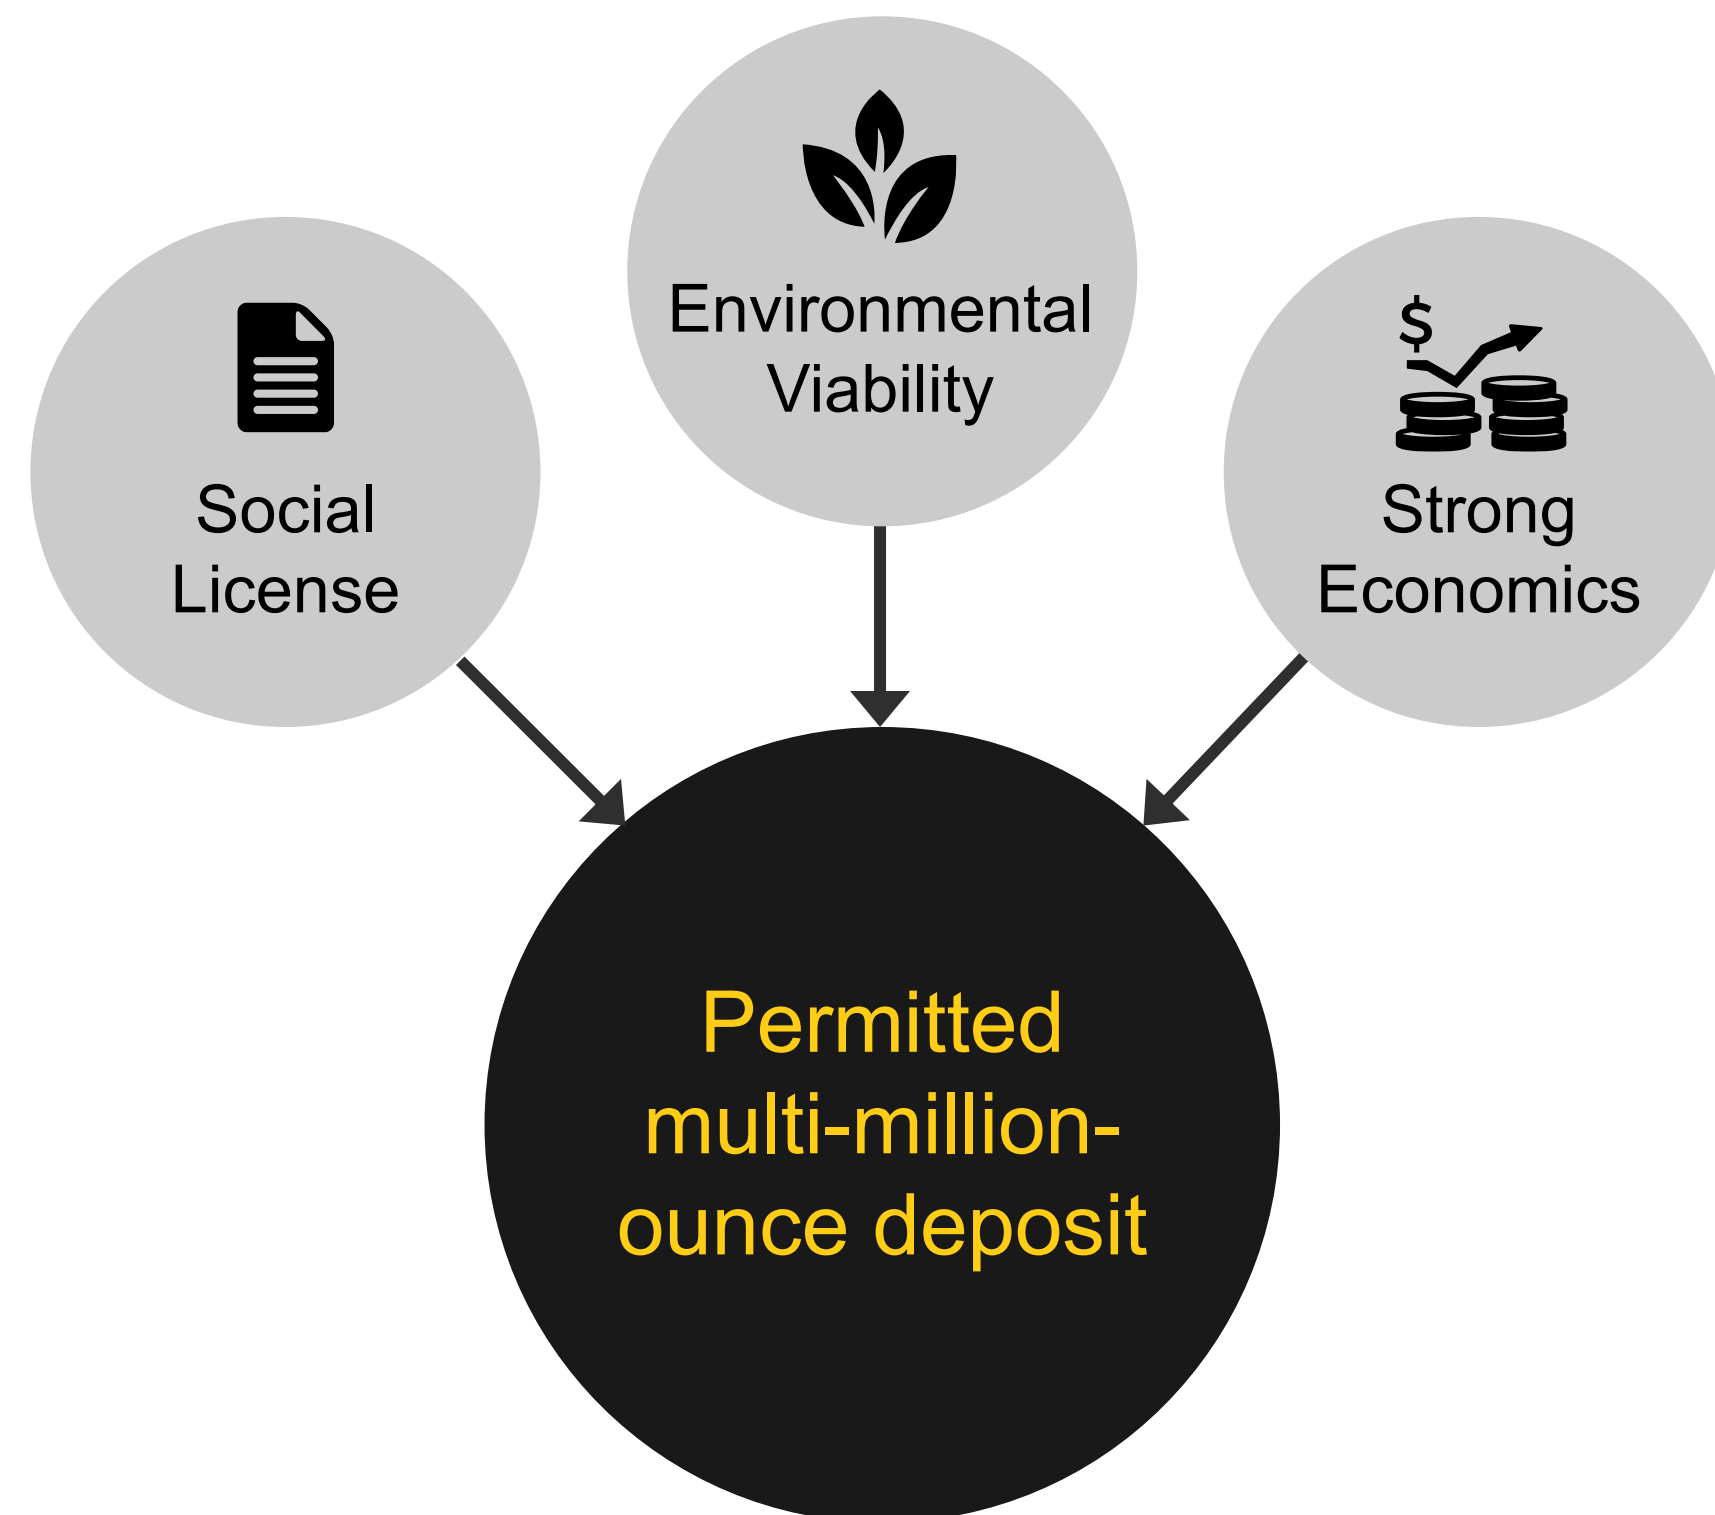 Environmental
Viability
Social
License
$
Strong
Economics
Permitted
multi-million-
ounce deposit